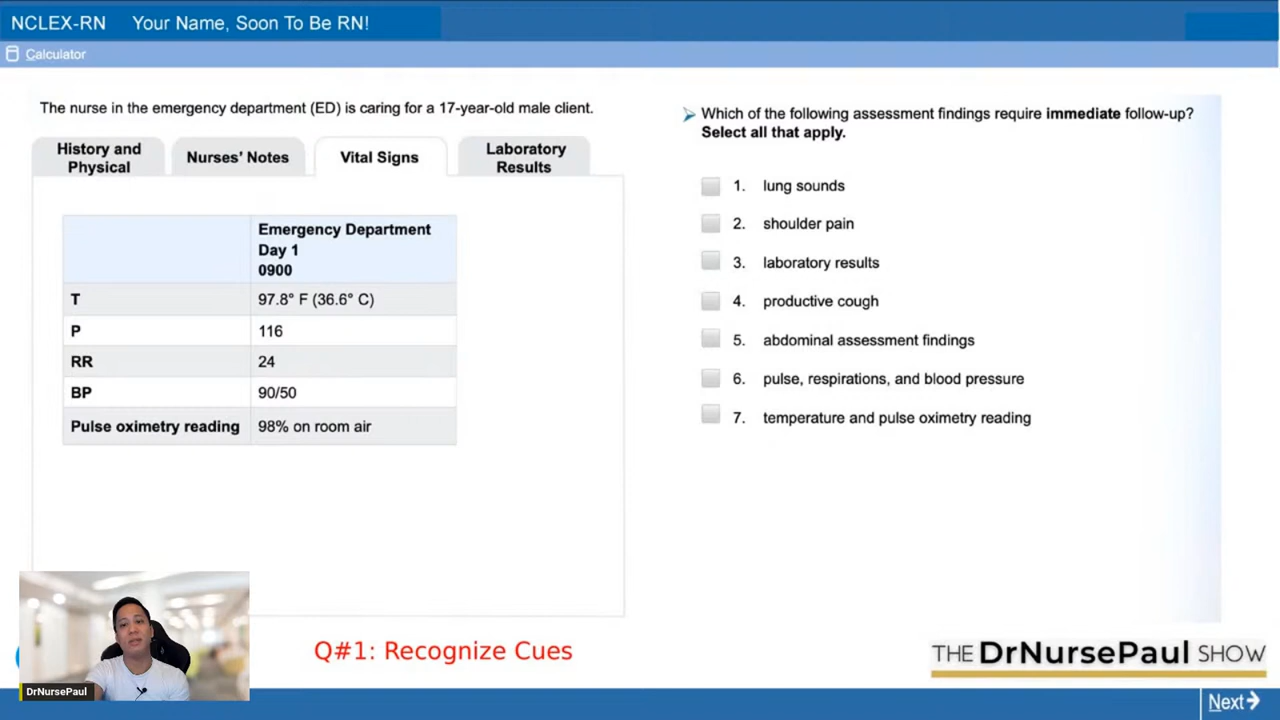 NCLEX-RN Your Name, Soon To Be RN!
Calculator
The nurse in the emergency department (ED) is caring for a 17-year-old male client.
History and Physical
Nurses' Notes
Vital Signs
Laboratory Results
Emergency Department
Day 1
0900
T 97.8° F (36.6° C)
P 116
RR 24
BP 90/50
Pulse oximetry reading 98% on room air
Which of the following assessment findings require immediate follow-up?
Select all that apply.
1. lung sounds
2. shoulder pain
3. laboratory results
4. productive cough
5. abdominal assessment findings
6. pulse, respirations, and blood pressure
7. temperature and pulse oximetry reading
Q#1: Recognize Cues
THE DrNursePaul SHOW
DrNursePaul
Next